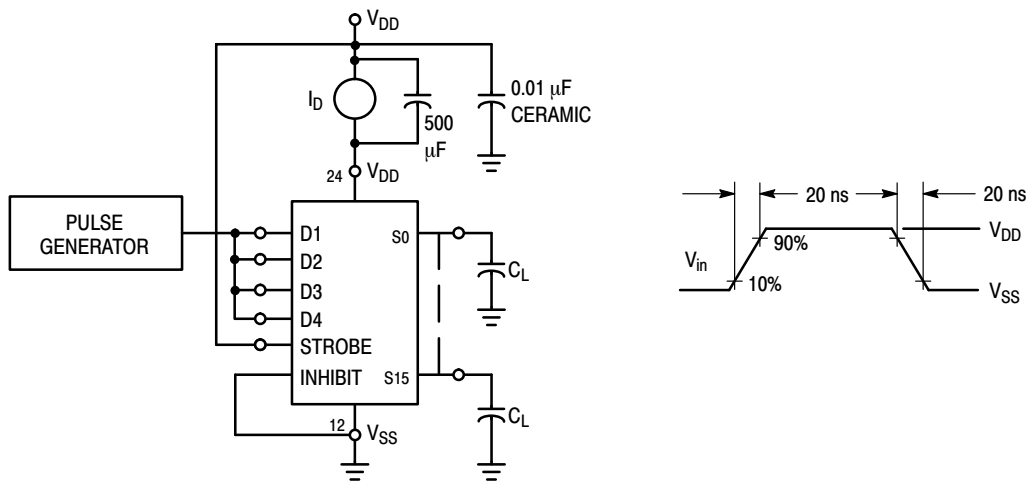 V_DD
I_D
500
μF
0.01 μF
CERAMIC
24
V_DD
PULSE
GENERATOR
D1
D2
D3
D4
STROBE
INHIBIT
S0
S15
C_L
C_L
12
V_SS
20 ns
20 ns
V_in
90%
10%
V_DD
V_SS